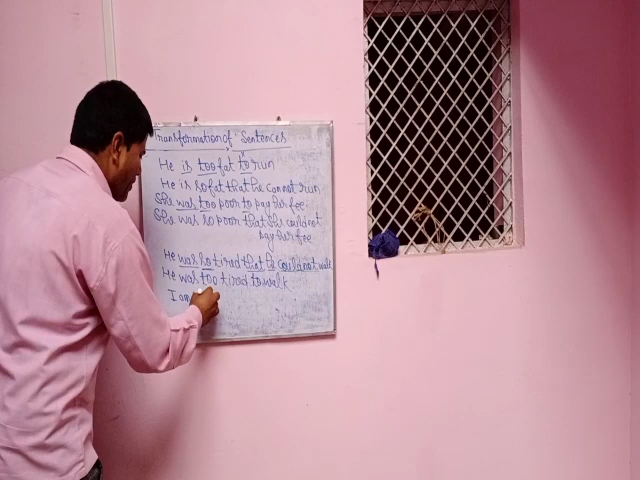 Transformation of Sentences
He is too fat to run
He is so fat that he cannot run
She was too poor to pay her fee.
She was so poor that she could not
pay her fee
He was so tired that he could not walk
He was too tired to walk
I am